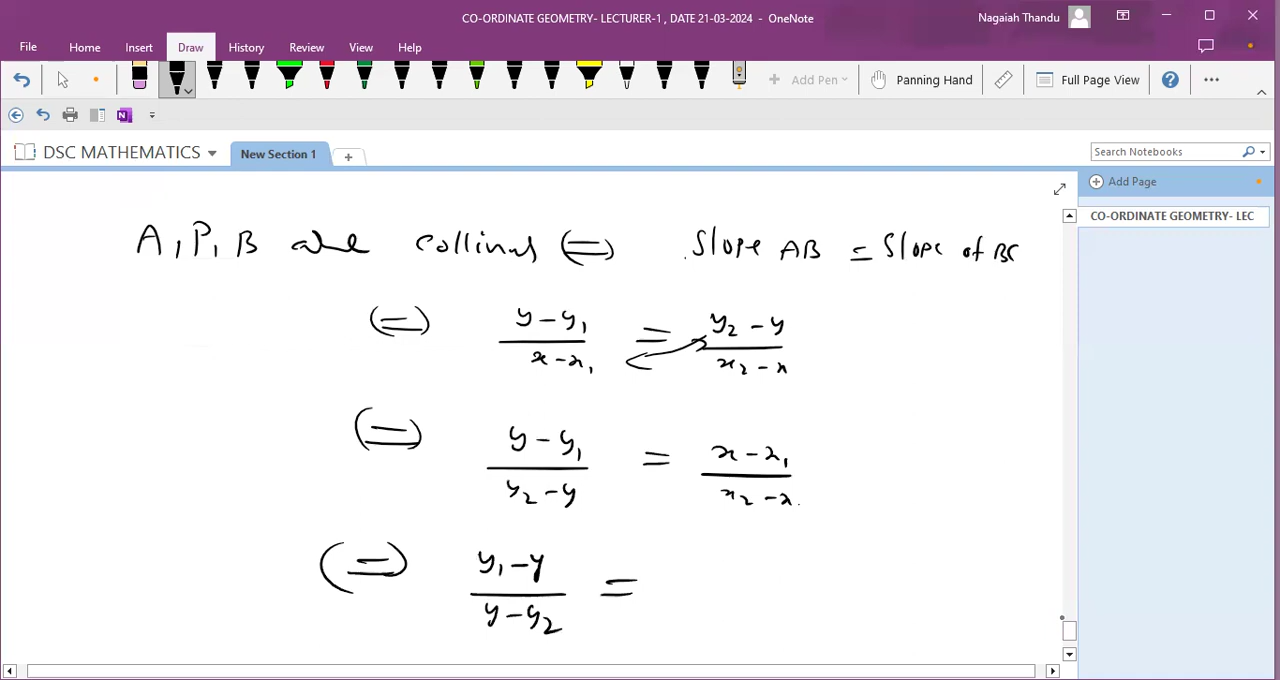 CO-ORDINATE GEOMETRY- LECTURER-1 , DATE 21-03-2024 - OneNote
Nagaiah Thandu
File Home Insert Draw History Review View Help
Add Pen Panning Hand Full Page View
DSC MATHEMATICS New Section 1 Search Notebooks
Add Page
CO-ORDINATE GEOMETRY- LEC
A, P, B are ⇔ Slope AB = Slope of BC
⇔ (y - y₁)/(x - x₁) = (y₂ - y)/(x₂ - x)
⇔ (y - y₁)/(y₂ - y) = (x - x₁)/(x₂ - x)
⇔ (y₁ - y)/(y - y₂) =